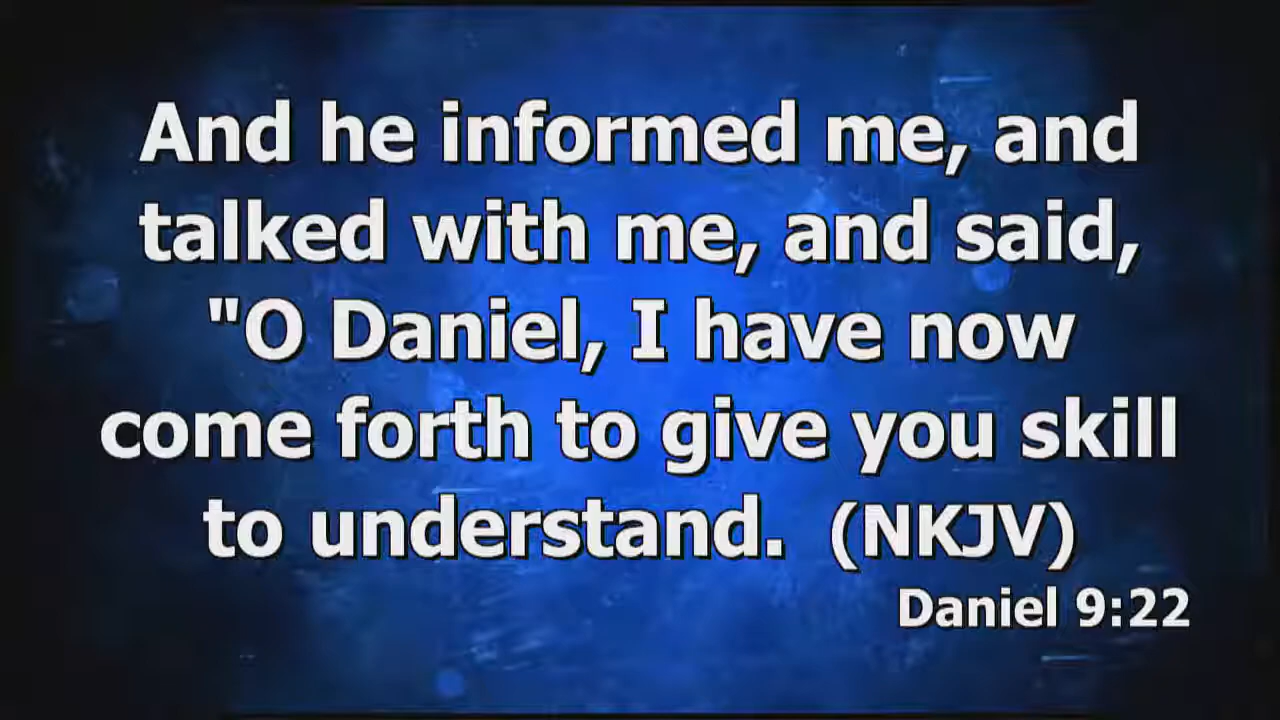 And he informed me, and
talked with me, and said,
"O Daniel, I have now
come forth to give you skill
to understand.  (NKJV)
Daniel 9:22